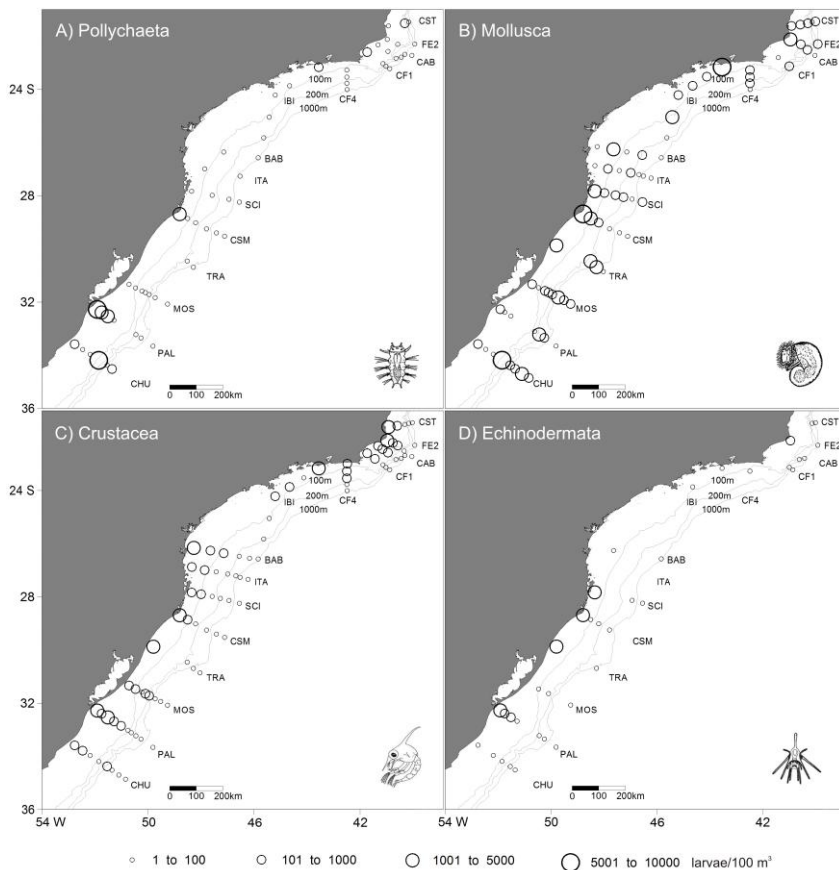 A) Pollychaeta
CST
FE2
CAB
CF1
100m
24 S
IBI
200m
CF4
1000m
BAB
28
ITA
SCI
CSM
TRA
32
MOS
PAL
CHU
0 100 200km
36
B) Mollusca
CST
FE2
CAB
CF1
100m
IBI
200m
CF4
1000m
BAB
ITA
SCI
CSM
TRA
MOS
PAL
CHU
0 100 200km
C) Crustacea
CST
FE2
CAB
CF1
100m
24 S
IBI
200m
CF4
1000m
BAB
28
ITA
SCI
CSM
TRA
32
MOS
PAL
CHU
0 100 200km
36
54 W 50 46 42
D) Echinodermata
CST
FE2
CAB
CF1
100m
IBI
200m
CF4
1000m
BAB
ITA
SCI
CSM
TRA
MOS
PAL
CHU
0 100 200km
50 46 42
1 to 100 101 to 1000 1001 to 5000 5001 to 10000 larvae/100 m³